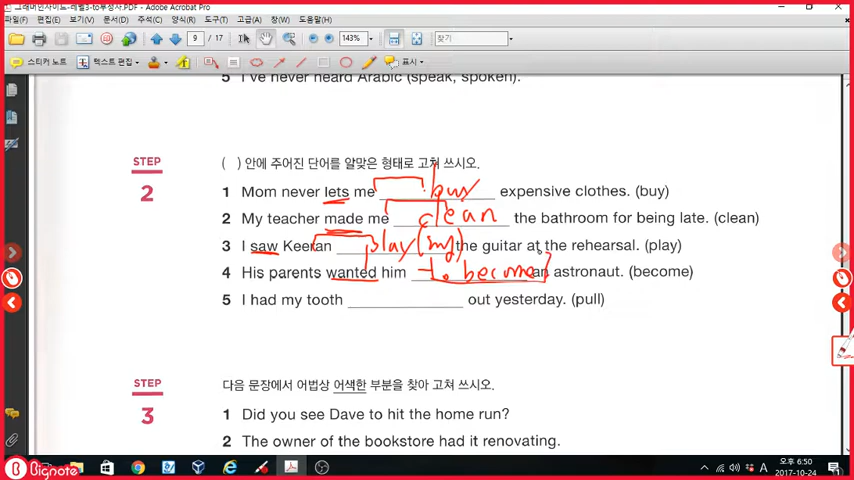 그래머인사이트-레벨3-to부정사.PDF - Adobe Acrobat Pro
파일(F) 편집(E) 보기(V) 문서(D) 주석(C) 양식(R) 도구(T) 고급(A) 창(W) 도움말(H)
9 / 17 143% 찾기
스티커 노트 텍스트 편집 표시
5 I've never heard Arabic (speak, spoken).
STEP 2
( ) 안에 주어진 단어를 알맞은 형태로 고쳐 쓰시오.
1 Mom never lets me buy expensive clothes. (buy)
2 My teacher made me clean the bathroom for being late. (clean)
3 I saw Keeran play(ing) the guitar at the rehearsal. (play)
4 His parents wanted him to become an astronaut. (become)
5 I had my tooth ____________ out yesterday. (pull)
STEP 3
다음 문장에서 어법상 어색한 부분을 찾아 고쳐 쓰시오.
1 Did you see Dave to hit the home run?
2 The owner of the bookstore had it renovating.
Bignote
A 오후 6:50
2017-10-24